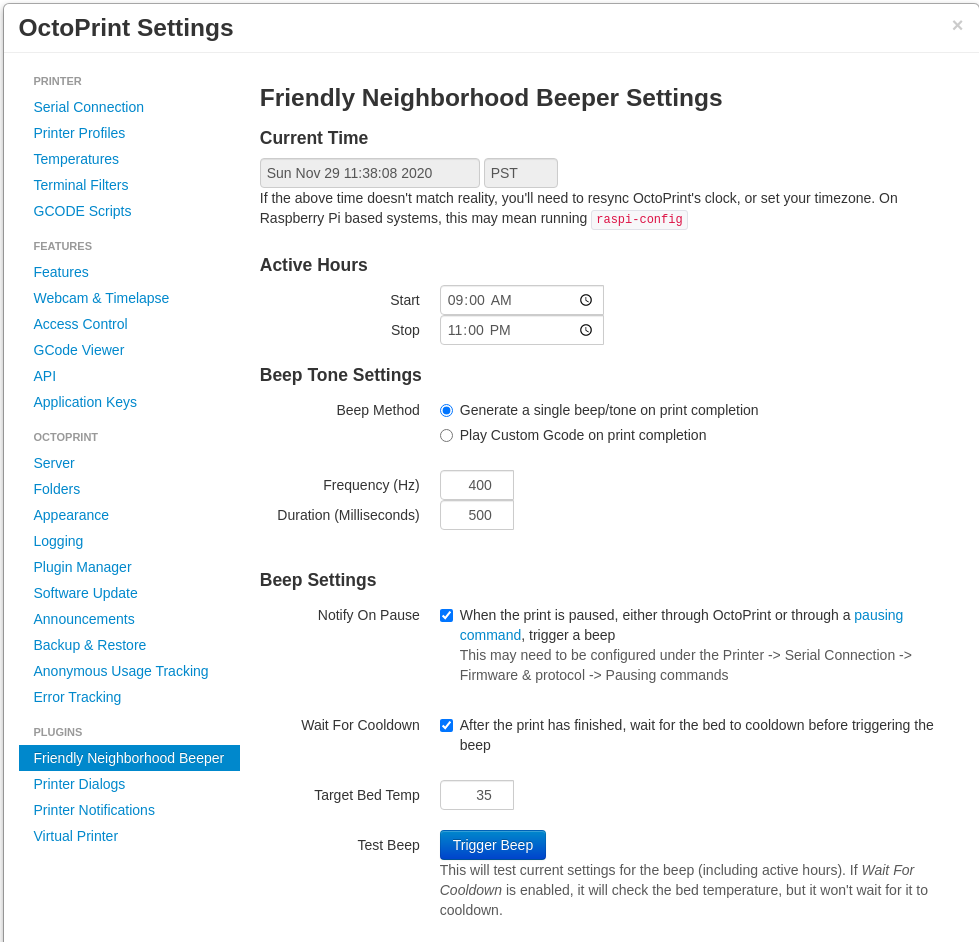 OctoPrint Settings
×
PRINTER
Serial Connection
Printer Profiles
Temperatures
Terminal Filters
GCODE Scripts
FEATURES
Features
Webcam & Timelapse
Access Control
GCode Viewer
API
Application Keys
OCTOPRINT
Server
Folders
Appearance
Logging
Plugin Manager
Software Update
Announcements
Backup & Restore
Anonymous Usage Tracking
Error Tracking
PLUGINS
Friendly Neighborhood Beeper
Printer Dialogs
Printer Notifications
Virtual Printer
Friendly Neighborhood Beeper Settings
Current Time
Sun Nov 29 11:38:08 2020 PST
If the above time doesn't match reality, you'll need to resync OctoPrint's clock, or set your timezone. On
Raspberry Pi based systems, this may mean running raspi-config
Active Hours
Start 09:00 AM
Stop 11:00 PM
Beep Tone Settings
Beep Method Generate a single beep/tone on print completion
Play Custom Gcode on print completion
Frequency (Hz) 400
Duration (Milliseconds) 500
Beep Settings
Notify On Pause When the print is paused, either through OctoPrint or through a pausing
command, trigger a beep
This may need to be configured under the Printer -> Serial Connection ->
Firmware & protocol -> Pausing commands
Wait For Cooldown After the print has finished, wait for the bed to cooldown before triggering the
beep
Target Bed Temp 35
Test Beep Trigger Beep
This will test current settings for the beep (including active hours). If Wait For
Cooldown is enabled, it will check the bed temperature, but it won't wait for it to
cooldown.